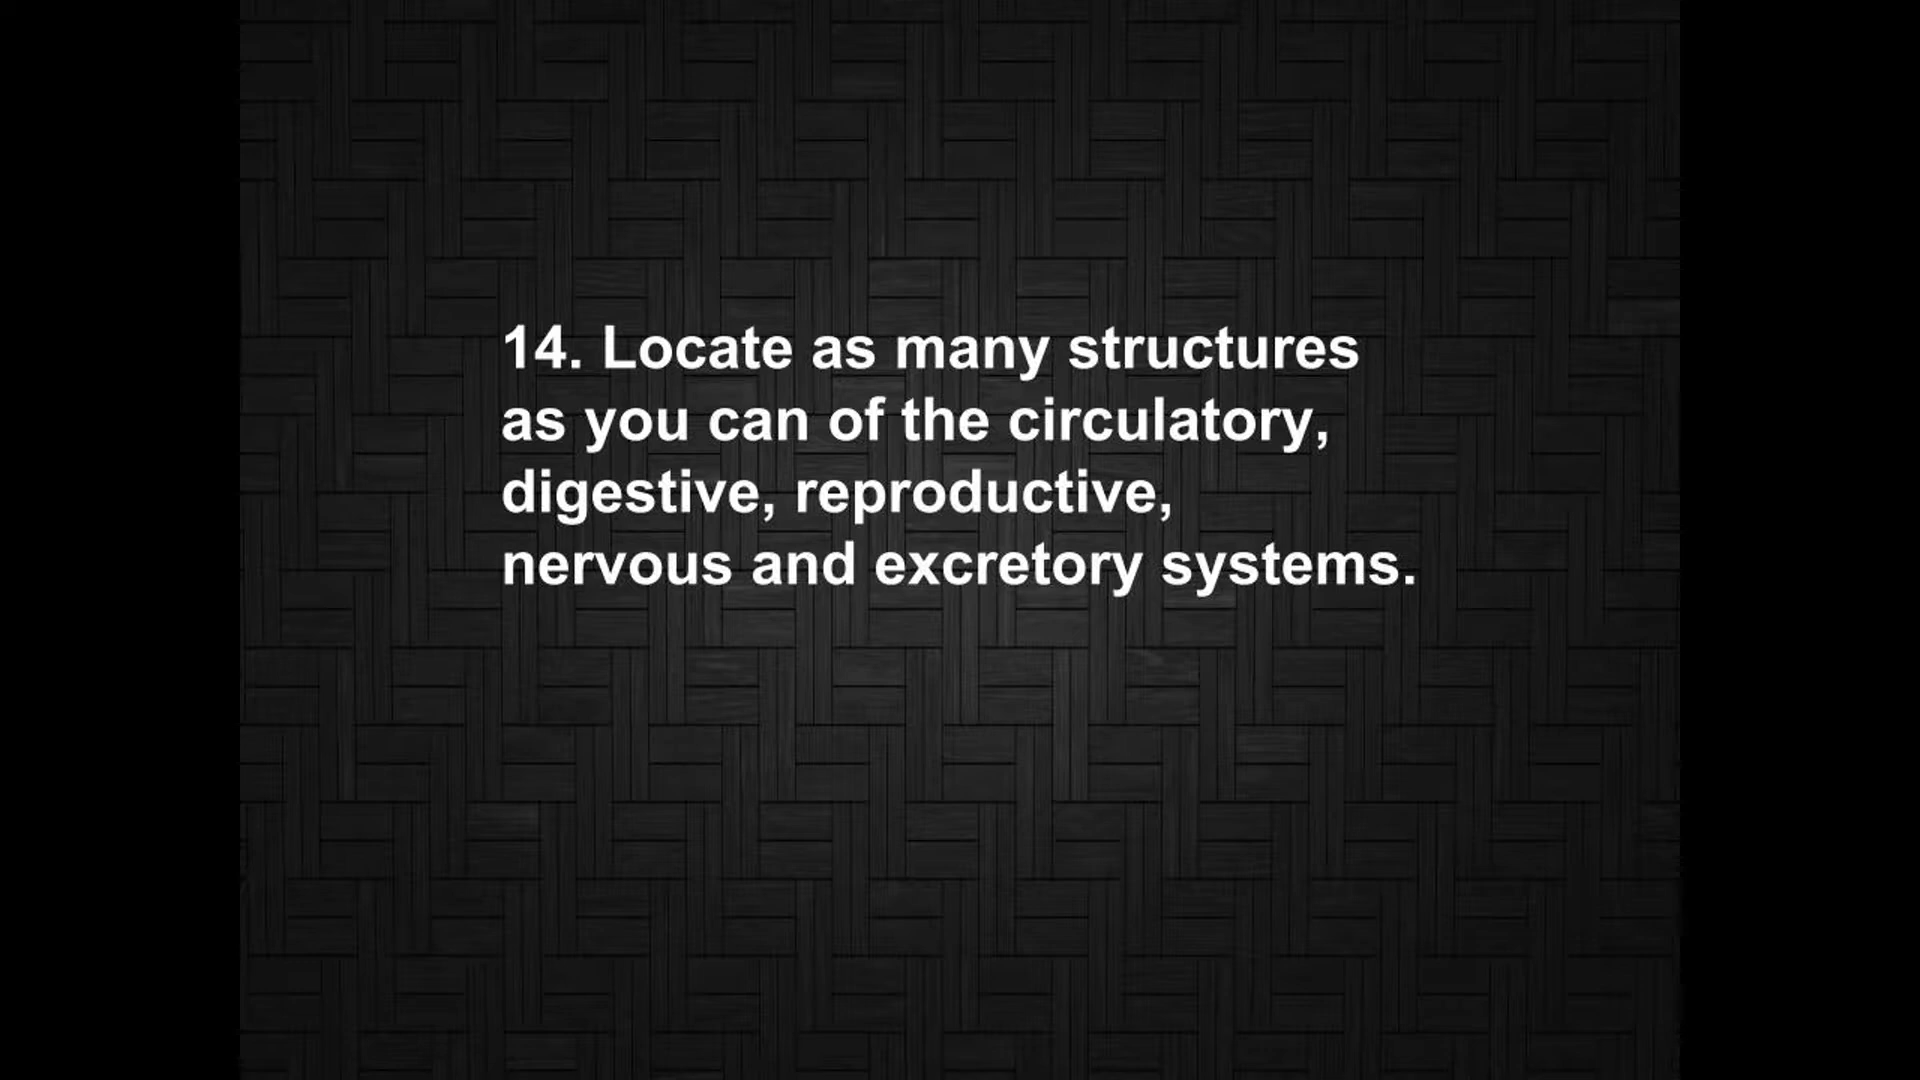 14. Locate as many structures
as you can of the circulatory,
digestive, reproductive,
nervous and excretory systems.